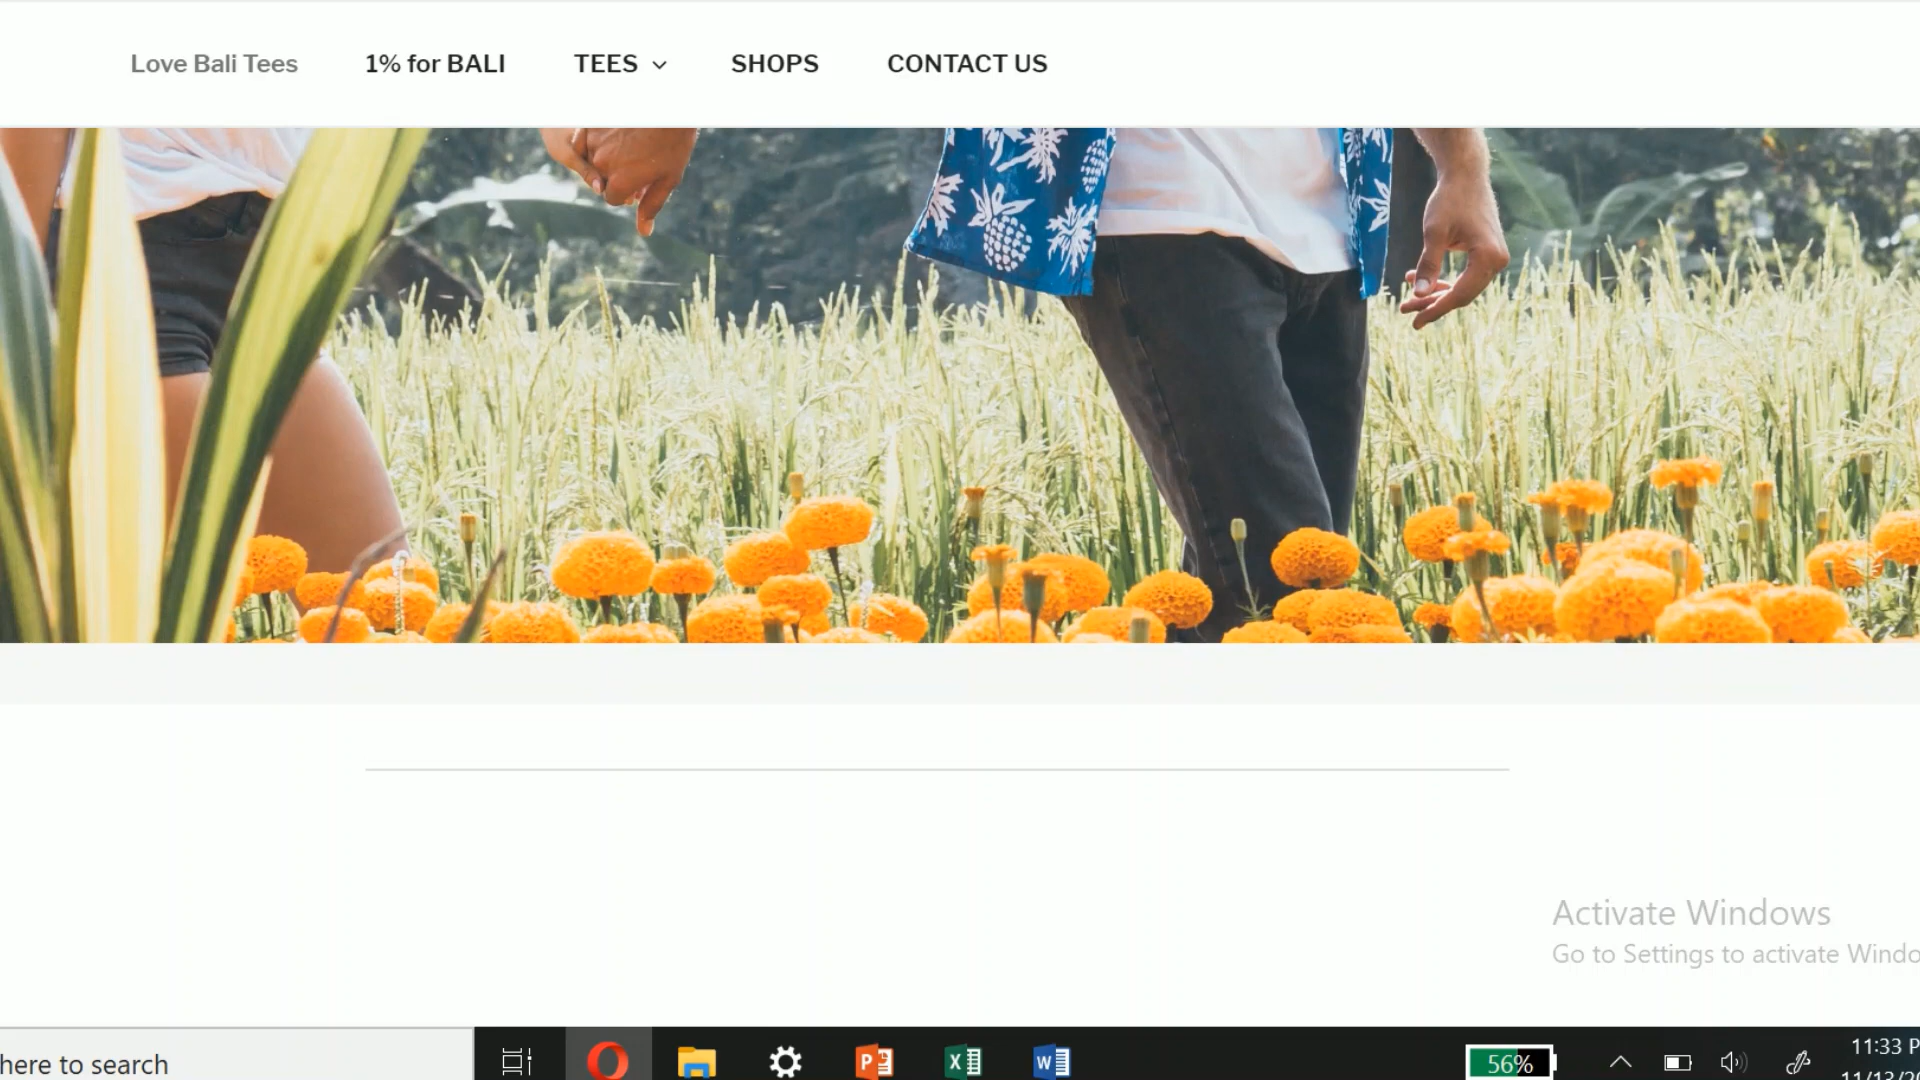 Love Bali Tees
1% for BALI
TEES
SHOPS
CONTACT US
Activate Windows
Go to Settings to activate
here to search
56%
11:33